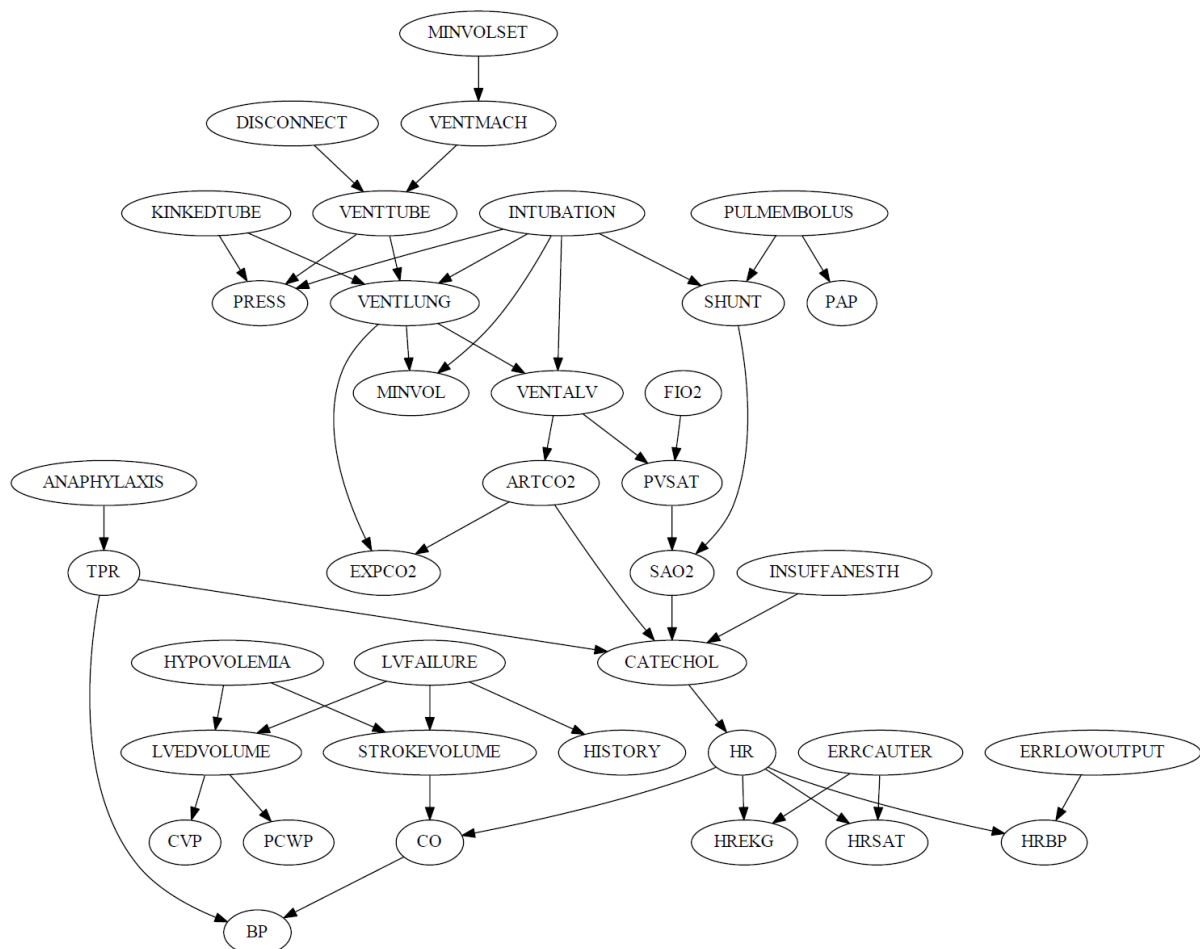 MINVOLSET
DISCONNECT
VENTMACH
KINKEDTUBE
VENTTUBE
INTUBATION
PULMEMBOLUS
PRESS
VENTLUNG
SHUNT
PAP
MINVOL
VENTALV
FIO2
ANAPHYLAXIS
ARTCO2
PVSAT
TPR
EXPCO2
SAO2
INSUFFANESTH
HYPOVOLEMIA
LVFAILURE
CATECHOL
LVEDVOLUME
STROKEVOLUME
HISTORY
HR
ERRCAUTER
ERRLOWOUTPUT
CVP
PCWP
CO
HREKG
HRSAT
HRBP
BP